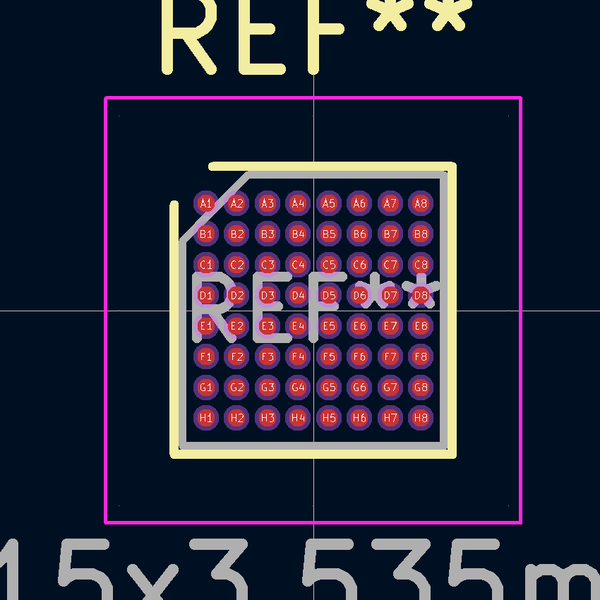 REF**
A1 A2 A3 A4 A5 A6 A7 A8
B1 B2 B3 B4 B5 B6 B7 B8
C1 C2 C3 C4 C5 C6 C7 C8
REF**
D1 D2 D3 D4 D5 D6 D7 D8
E1 E2 E3 E4 E5 E6 E7 E8
F1 F2 F3 F4 F5 F6 F7 F8
G1 G2 G3 G4 G5 G6 G7 G8
H1 H2 H3 H4 H5 H6 H7 H8
15x3.535m